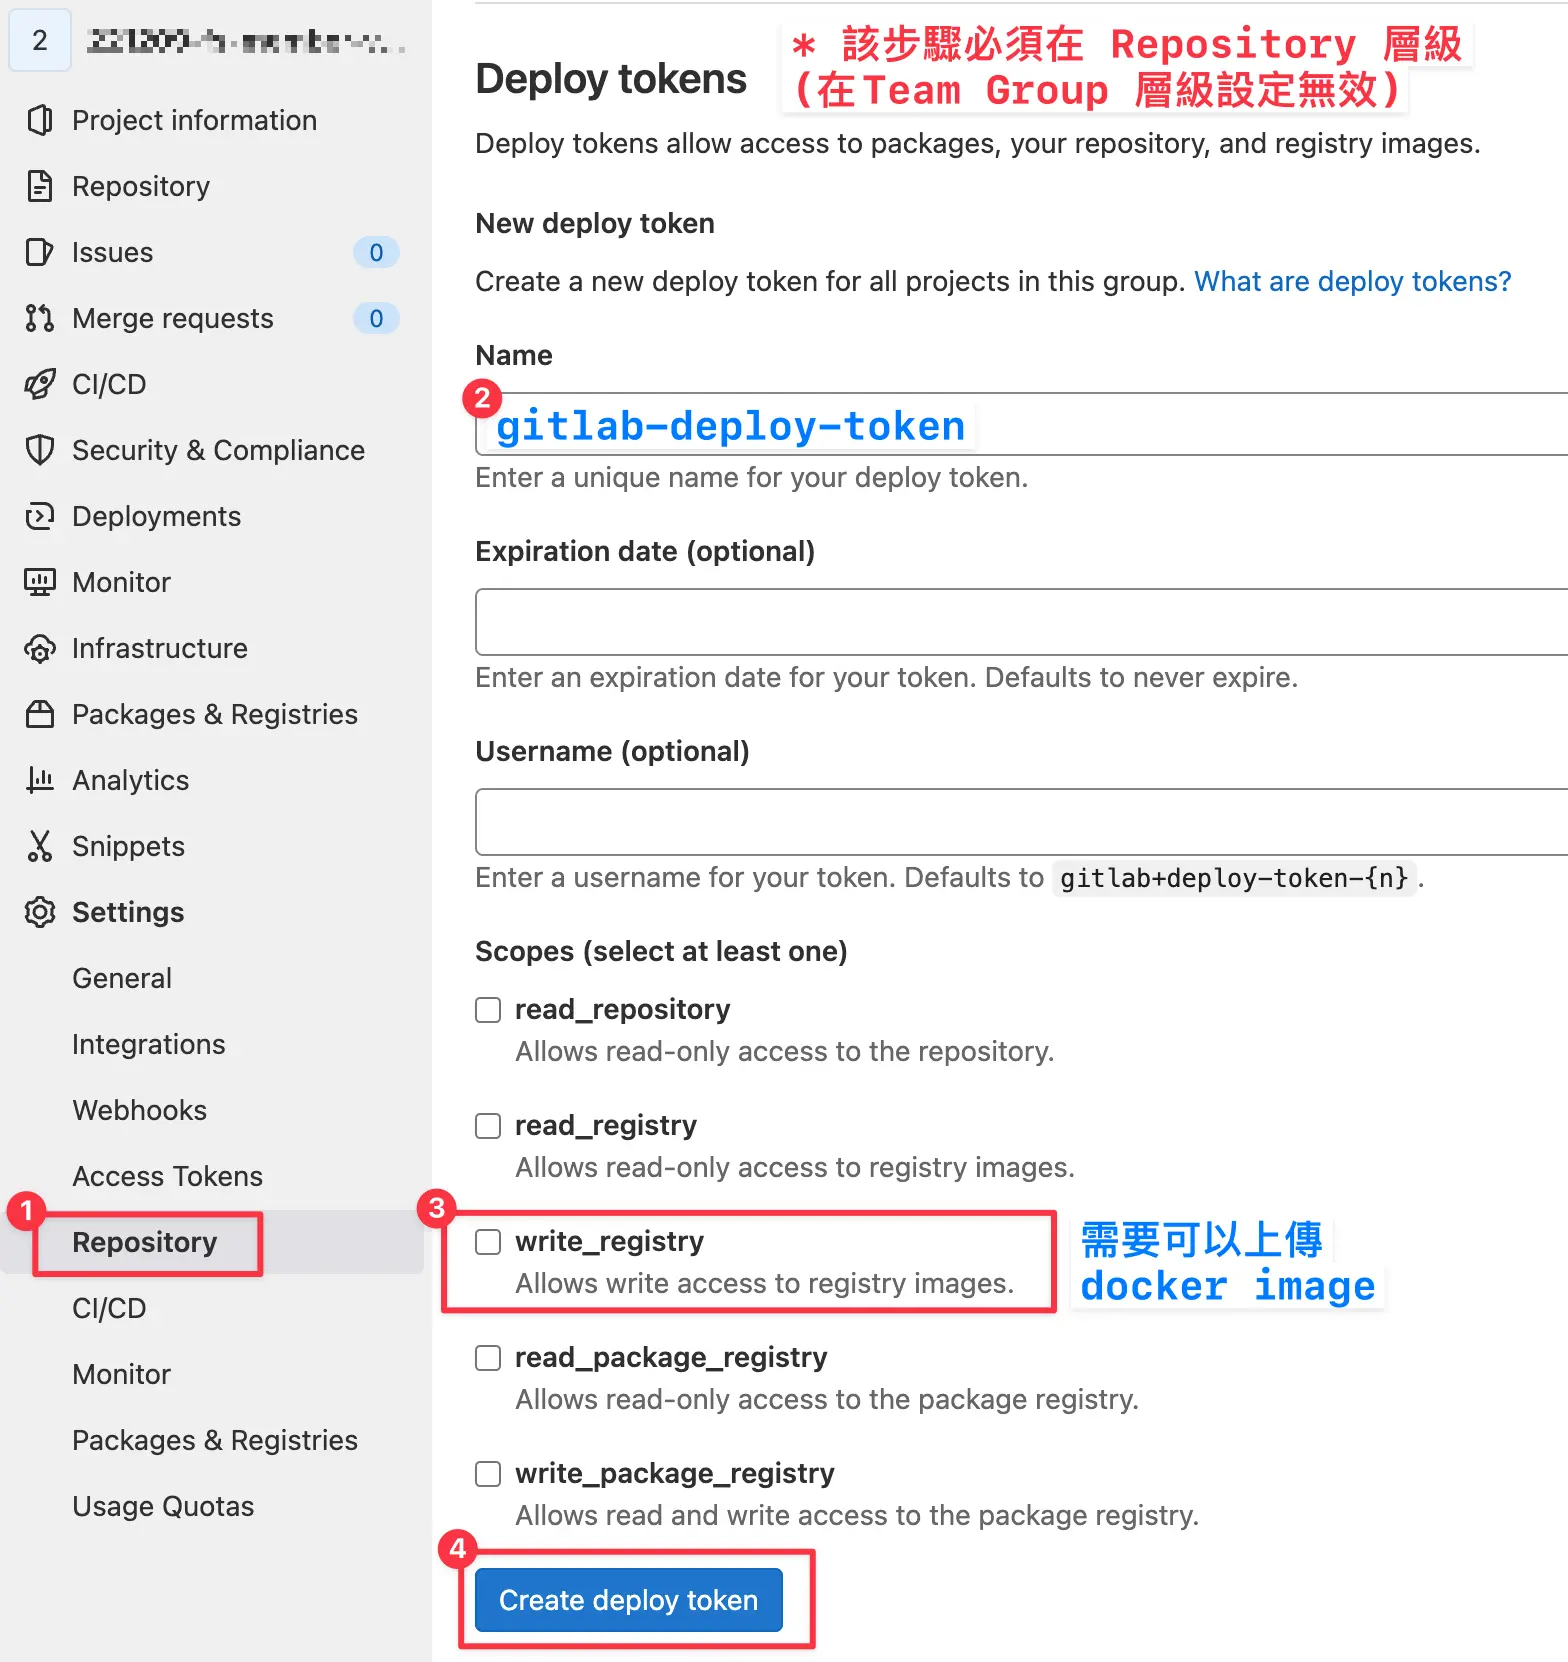 2
Project information
Repository
Issues 0
Merge requests 0
CI/CD
Security & Compliance
Deployments
Monitor
Infrastructure
Packages & Registries
Analytics
Snippets
Settings
General
Integrations
Webhooks
Access Tokens
1
Repository
CI/CD
Monitor
Packages & Registries
Usage Quotas
Deploy tokens
* 該步驟必須在 Repository 層級
(在Team Group 層級設定無效)
Deploy tokens allow access to packages, your repository, and registry images.
New deploy token
Create a new deploy token for all projects in this group. What are deploy tokens?
Name
2
gitlab-deploy-token
Enter a unique name for your deploy token.
Expiration date (optional)
Enter an expiration date for your token. Defaults to never expire.
Username (optional)
Enter a username for your token. Defaults to gitlab+deploy-token-{n}.
Scopes (select at least one)
read_repository
Allows read-only access to the repository.
read_registry
Allows read-only access to registry images.
3
write_registry
Allows write access to registry images.
需要可以上傳
docker image
read_package_registry
Allows read-only access to the package registry.
write_package_registry
Allows read and write access to the package registry.
4
Create deploy token